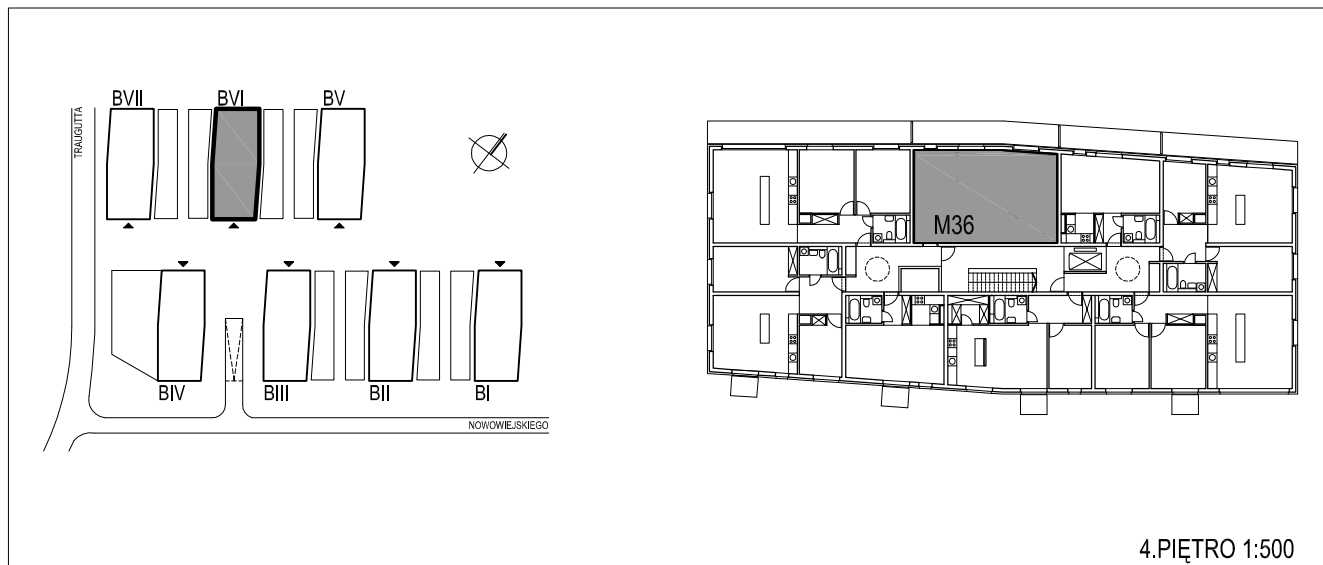 BVII
BVI
BV
TRAUGUTTA
M36
BIV
BIII
BII
BI
NOWOWIEJSKIEGO
4.PIĘTRO 1:500